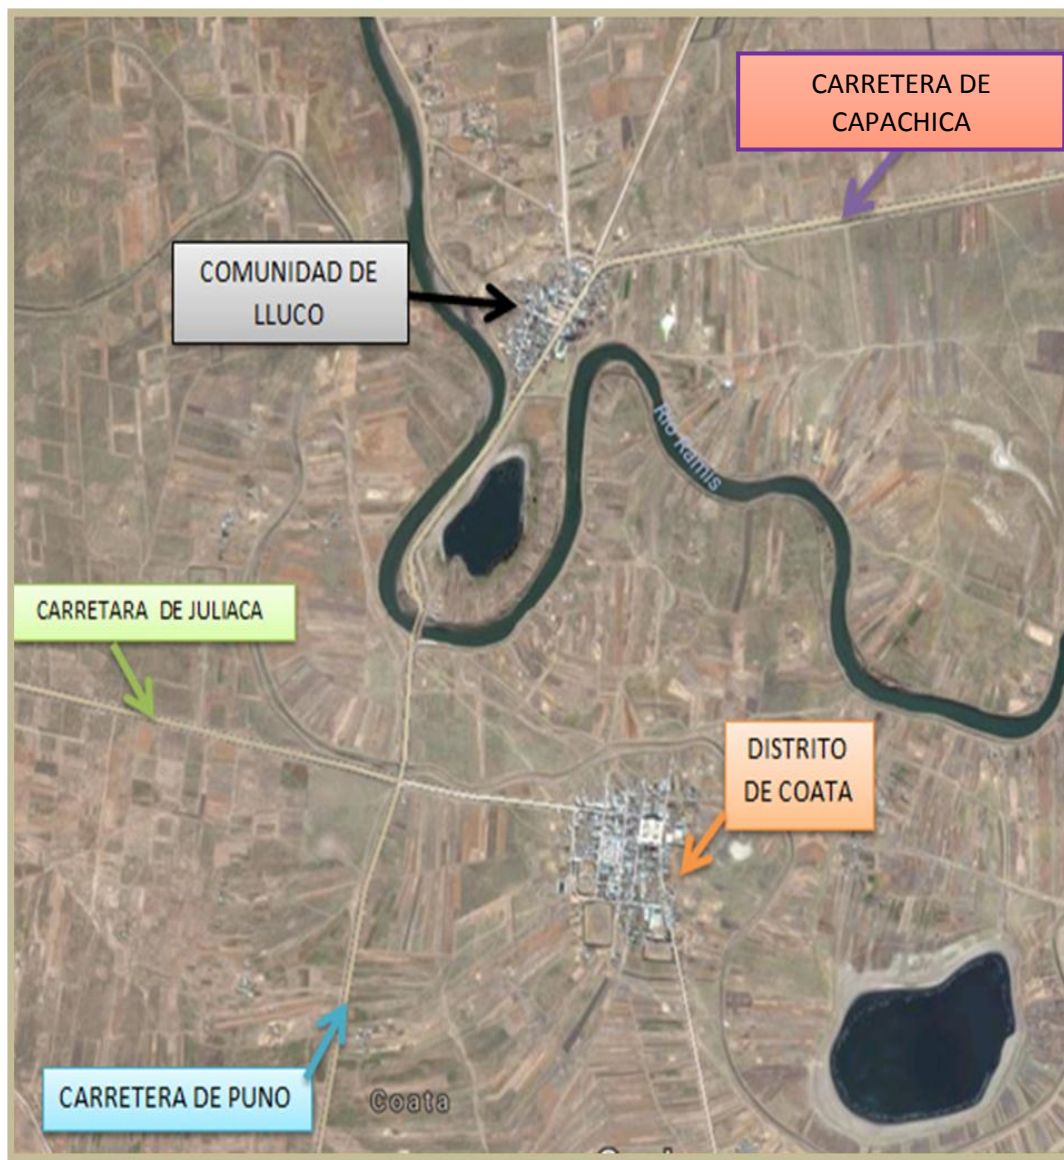 CARRETERA DE
CAPACHICA
COMUNIDAD DE
LLUCO
Rio Ramis
CARRETARA DE JULIACA
DISTRITO
DE COATA
CARRETERA DE PUNO
Coata